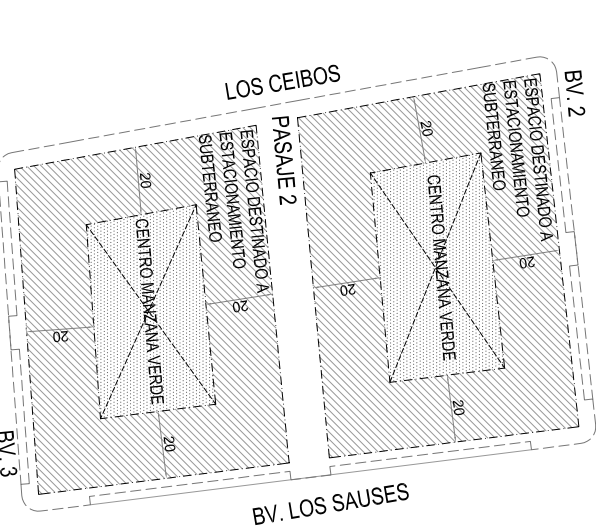 LOS CEIBOS
BV. 2
ESPACIO DESTINADO A
ESTACIONAMIENTO
SUBTERRANEO
20
CENTRO MANZANA VERDE
20
20
20
PASAJE 2
ESPACIO DESTINADO A
ESTACIONAMIENTO
SUBTERRANEO
20
CENTRO MANZANA VERDE
20
20
20
BV. 3
BV. LOS SAUSES